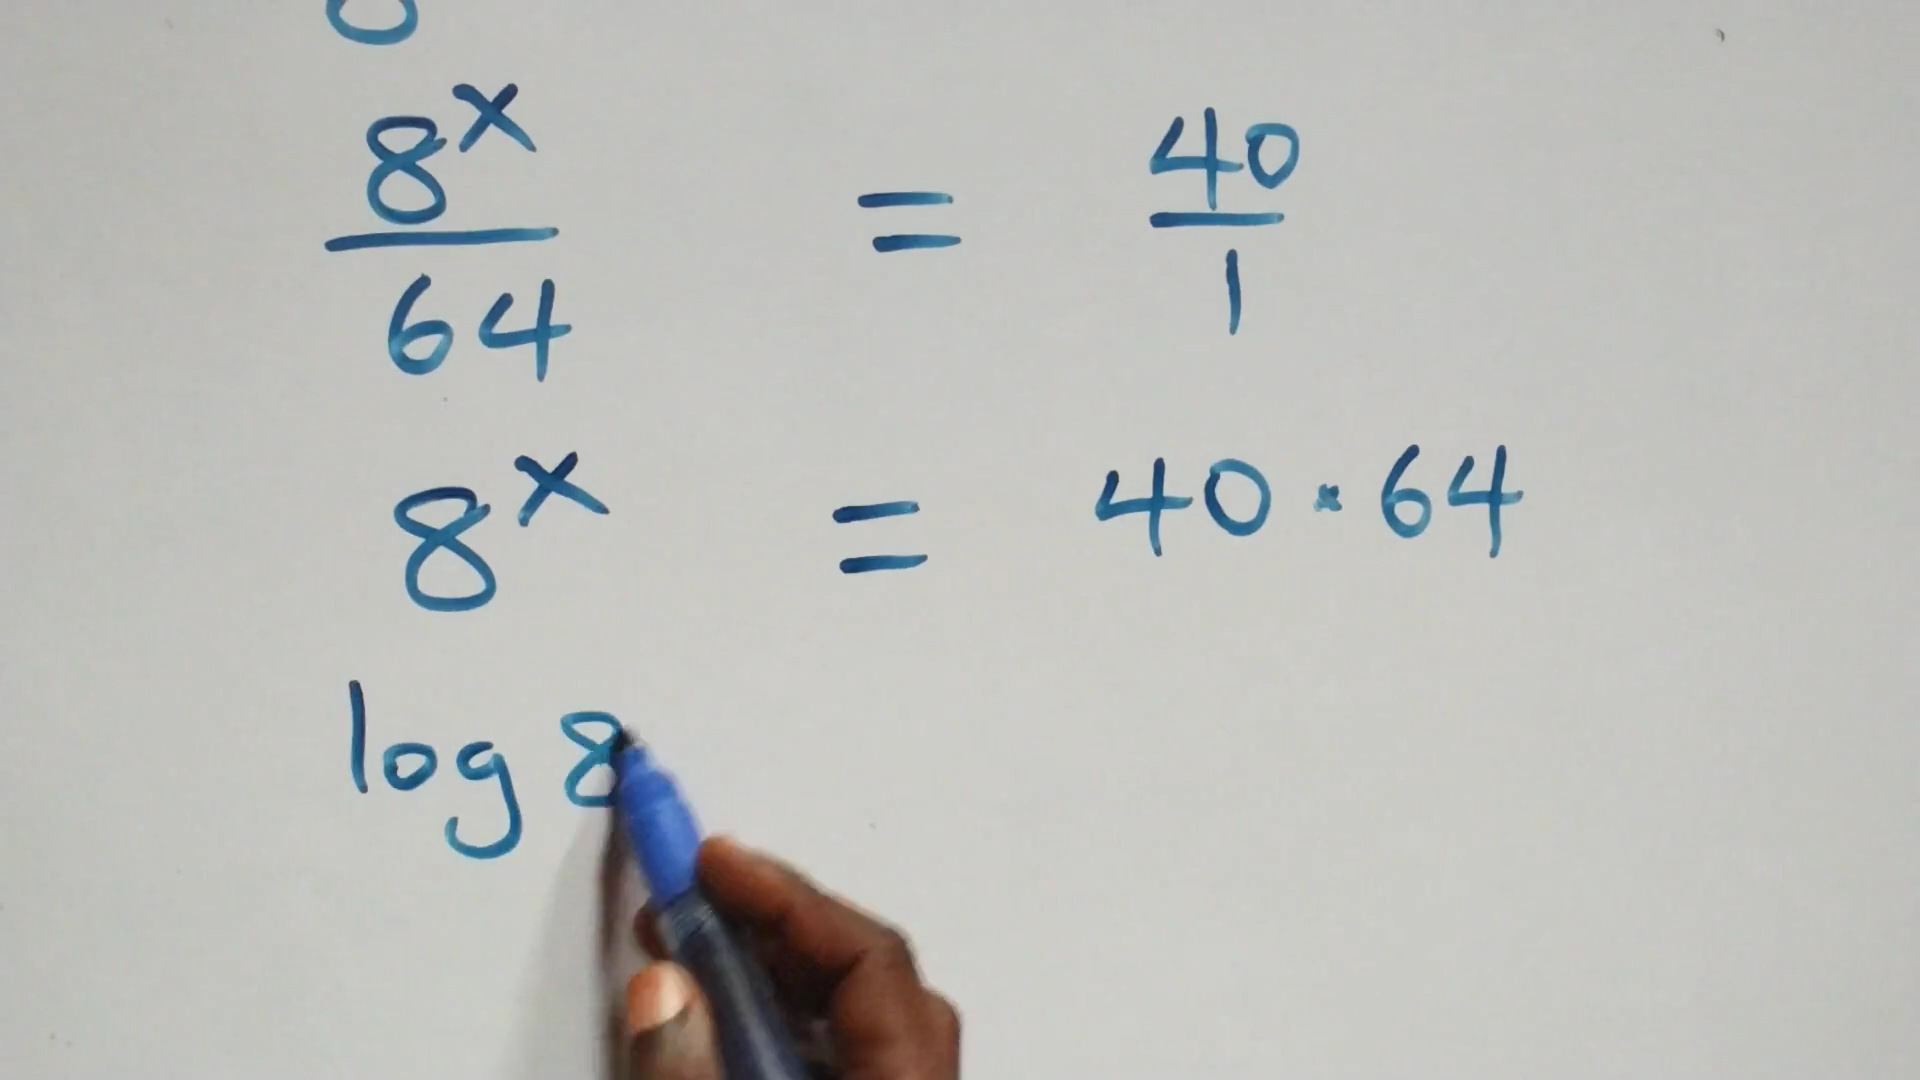 8^x / 64 = 40 / 1
8^x = 40 · 64
log 8